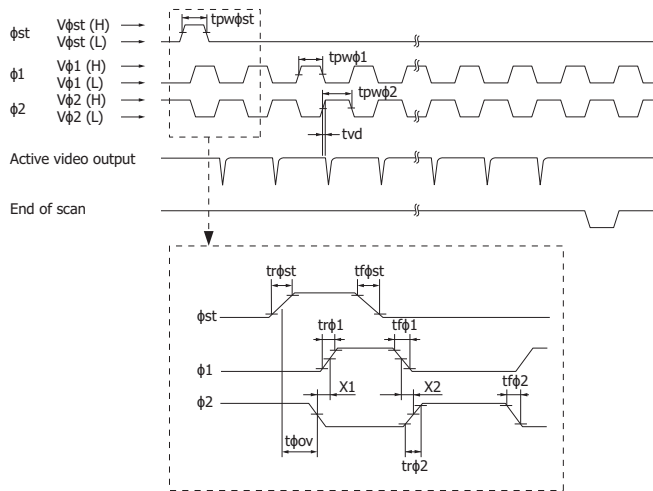 tpwϕst
ϕst
Vϕst (H)
Vϕst (L)
tpwϕ1
ϕ1
Vϕ1 (H)
Vϕ1 (L)
ϕ2
Vϕ2 (H)
Vϕ2 (L)
tpwϕ2
tvd
Active video output
End of scan
trϕst
tfϕst
ϕst
trϕ1
tfϕ1
ϕ1
X1
X2
tfϕ2
ϕ2
tϕov
trϕ2